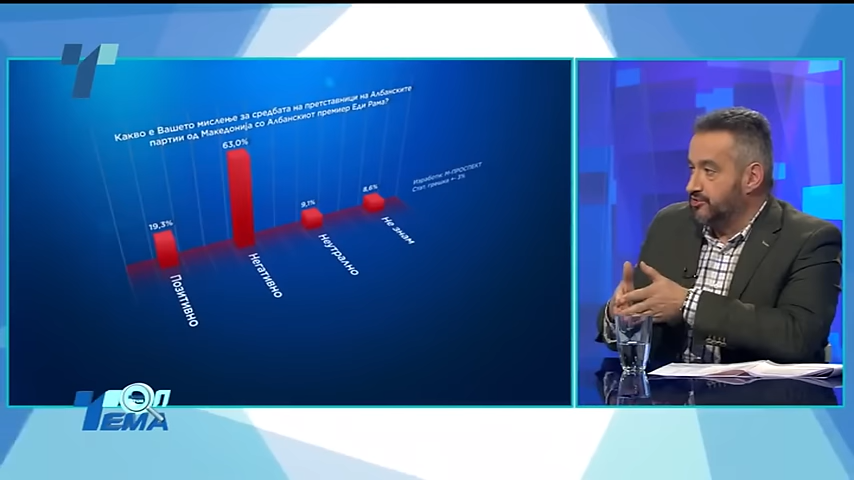 Какво е Вашето мислење за средбата на претставници на Албанските
партии од Македонија со Албанскиот премиер Еди Рама?
63,0%
19,3%
9,1%
8,6%
Изработи: М-ПРОСПЕКТ
Стат. грешка +-3%
Позитивно
Негативно
Неутрално
Не знам
ТОП
ТЕМА